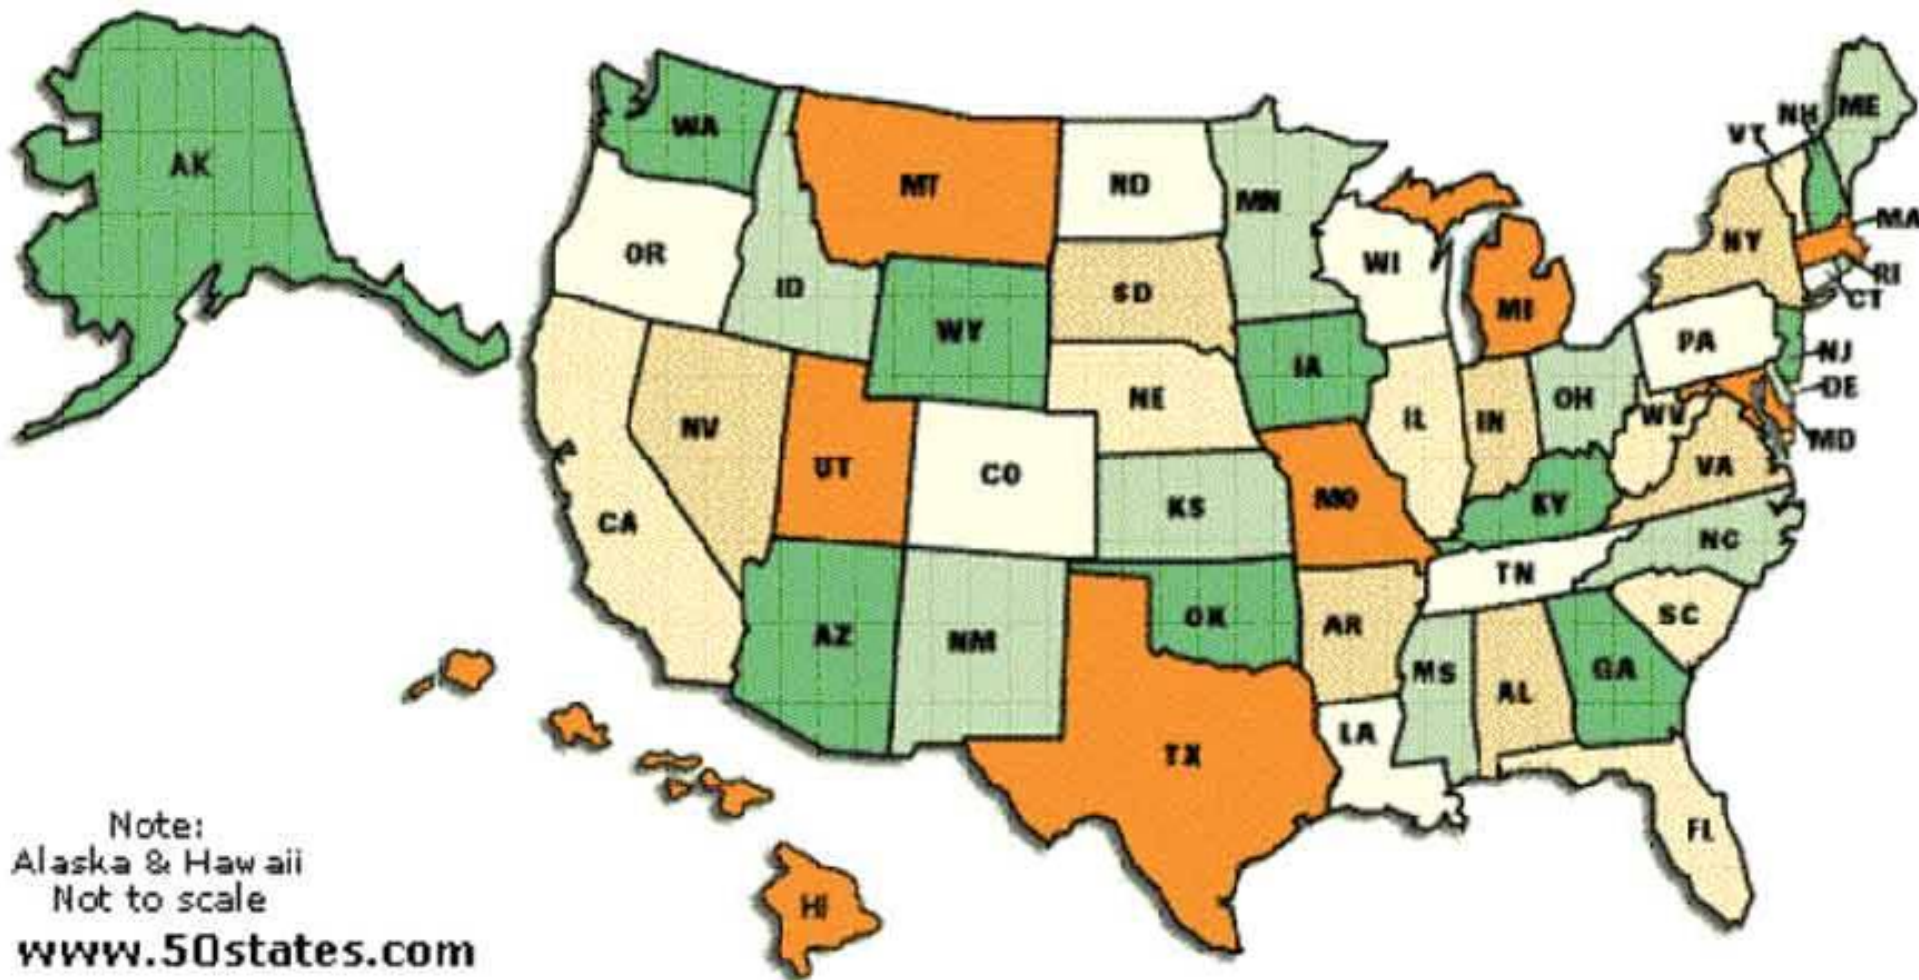 AK
WA
MT
ND
MN
OR
ID
WY
SD
WI
MI
VT
NH
ME
NY
MA
RI
CT
PA
NJ
DE
MD
CA
NV
UT
CO
NE
KS
IA
MO
IL
IN
OH
WV
VA
KY
NC
TN
SC
AZ
NM
OK
TX
AR
LA
MS
AL
GA
FL
HI
Note:
Alaska & Hawaii
Not to scale
www.50states.com